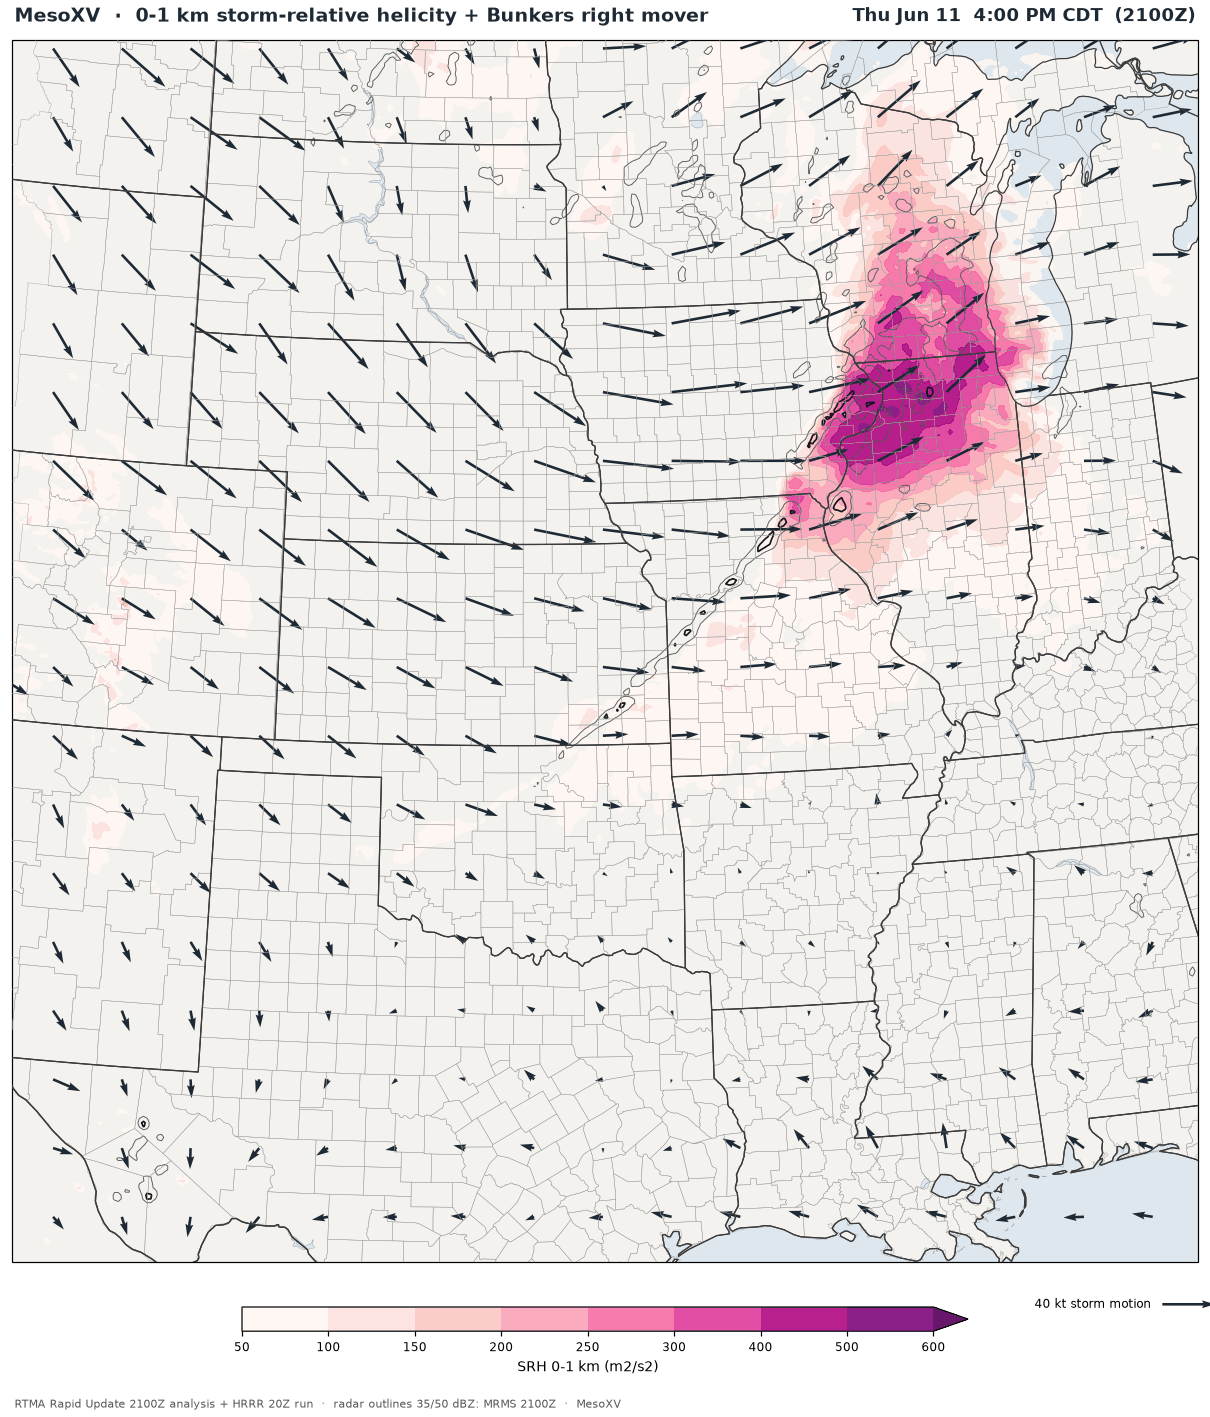 MesoXV · 0-1 km storm-relative helicity + Bunkers right mover
Thu Jun 11 4:00 PM CDT (2100Z)
40 kt storm motion
50 100 150 200 250 300 400 500 600
SRH 0-1 km (m2/s2)
RTMA Rapid Update 2100Z analysis + HRRR 20Z run · radar outlines 35/50 dBZ: MRMS 2100Z · MesoXV